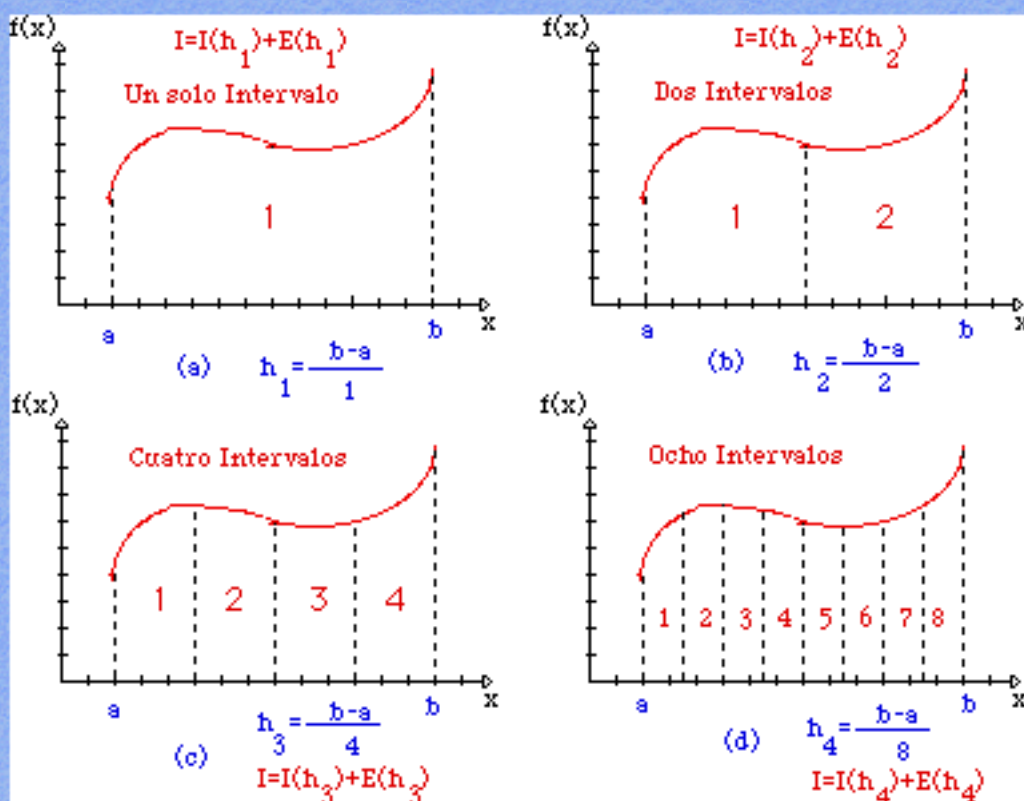 f(x)
I=I(h₁)+E(h₁)
Un solo Intervalo
1
a
b
x
(a) h₁=b-a/1
f(x)
I=I(h₂)+E(h₂)
Dos Intervalos
1 2
a
b
x
(b) h₂=b-a/2
f(x)
Cuatro Intervalos
1 2 3 4
a
b
x
(c) h₃=b-a/4
I=I(h₃)+E(h₃)
f(x)
Ocho Intervalos
1 2 3 4 5 6 7 8
a
b
x
(d) h₄=b-a/8
I=I(h₄)+E(h₄)